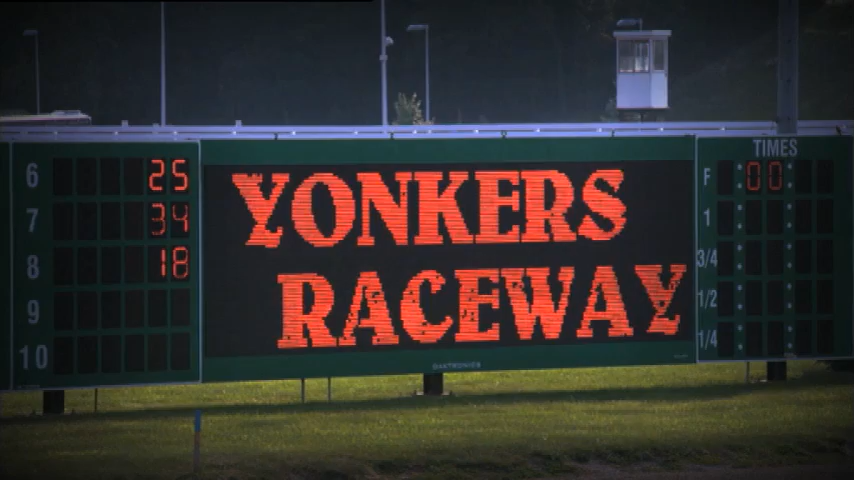 6 25
7 34
8 18
9
10
YONKERS
RACEWAY
DAKTRONICS
TIMES
F 00
1
3/4
1/2
1/4